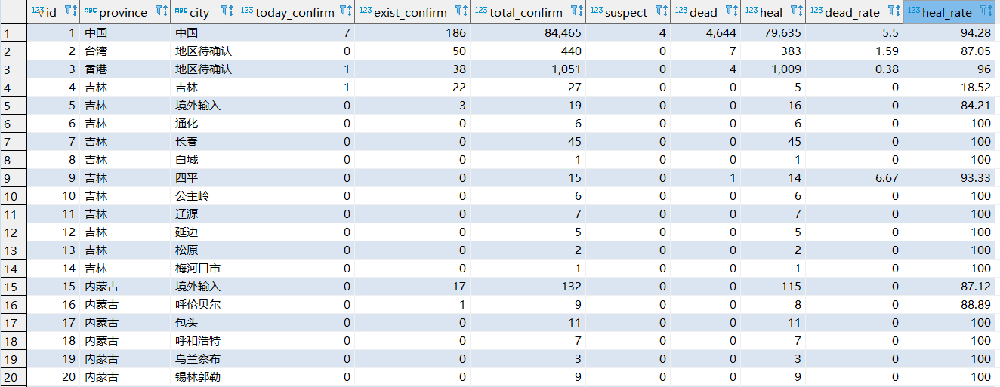 123 id ABC province ABC city 123 today_confirm 123 exist_confirm 123 total_confirm 123 suspect 123 dead 123 heal 123 dead_rate 123 heal_rate
1 1 中国 中国 7 186 84,465 4 4,644 79,635 5.5 94.28
2 2 台湾 地区待确认 0 50 440 0 7 383 1.59 87.05
3 3 香港 地区待确认 1 38 1,051 0 4 1,009 0.38 96
4 4 吉林 吉林 1 22 27 0 0 5 0 18.52
5 5 吉林 境外输入 0 3 19 0 0 16 0 84.21
6 6 吉林 通化 0 0 6 0 0 6 0 100
7 7 吉林 长春 0 0 45 0 0 45 0 100
8 8 吉林 白城 0 0 1 0 0 1 0 100
9 9 吉林 四平 0 0 15 0 1 14 6.67 93.33
10 10 吉林 公主岭 0 0 6 0 0 6 0 100
11 11 吉林 辽源 0 0 7 0 0 7 0 100
12 12 吉林 延边 0 0 5 0 0 5 0 100
13 13 吉林 松原 0 0 2 0 0 2 0 100
14 14 吉林 梅河口市 0 0 1 0 0 1 0 100
15 15 内蒙古 境外输入 0 17 132 0 0 115 0 87.12
16 16 内蒙古 呼伦贝尔 0 1 9 0 0 8 0 88.89
17 17 内蒙古 包头 0 0 11 0 0 11 0 100
18 18 内蒙古 呼和浩特 0 0 7 0 0 7 0 100
19 19 内蒙古 乌兰察布 0 0 3 0 0 3 0 100
20 20 内蒙古 锡林郭勒 0 0 9 0 0 9 0 100